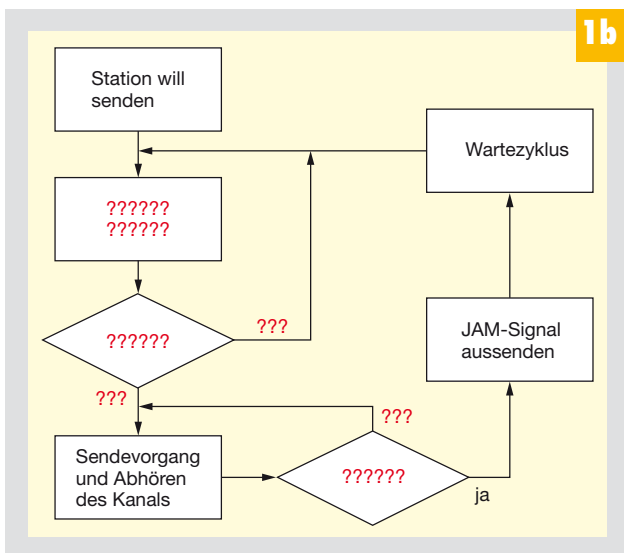 1b
Station will
senden
Wartezyklus
??????
??????
??????
???
JAM-Signal
aussenden
???
???
Sendevorgang
und Abhören
des Kanals
??????
ja